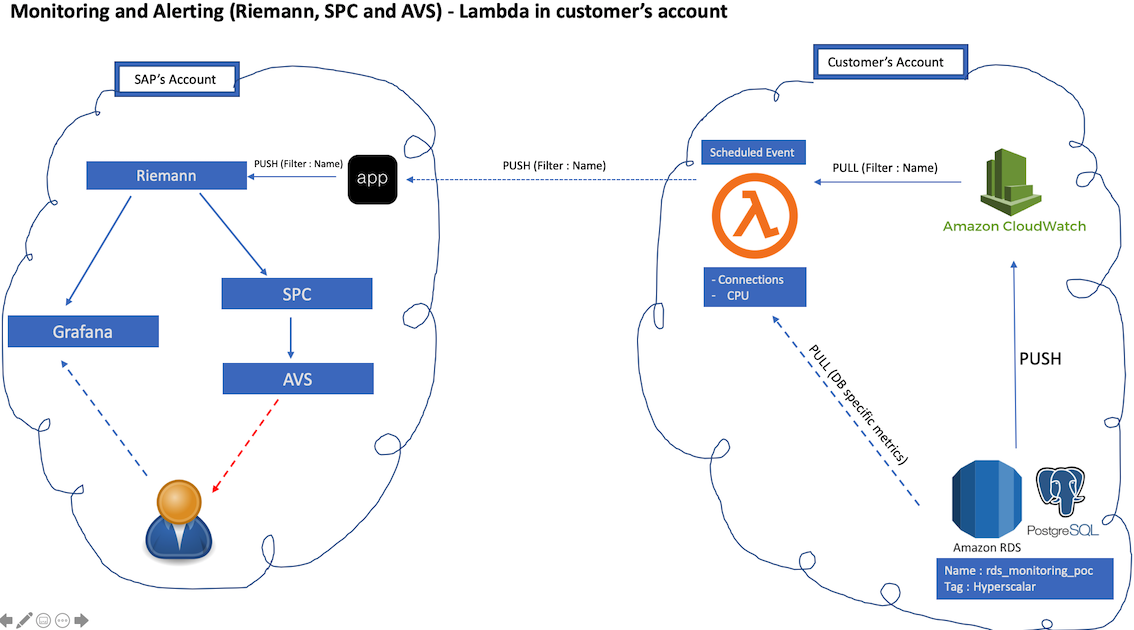 Monitoring and Alerting (Riemann, SPC and AVS) - Lambda in customer's account
SAP's Account
Customer's Account
Riemann
PUSH (Filter : Name)
app
PUSH (Filter : Name)
Scheduled Event
PULL (Filter : Name)
Amazon CloudWatch
- Connections
- CPU
SPC
Grafana
AVS
PULL (DB specific metrics)
PUSH
PostgreSQL
Amazon RDS
Name : rds_monitoring_poc
Tag : Hyperscalar